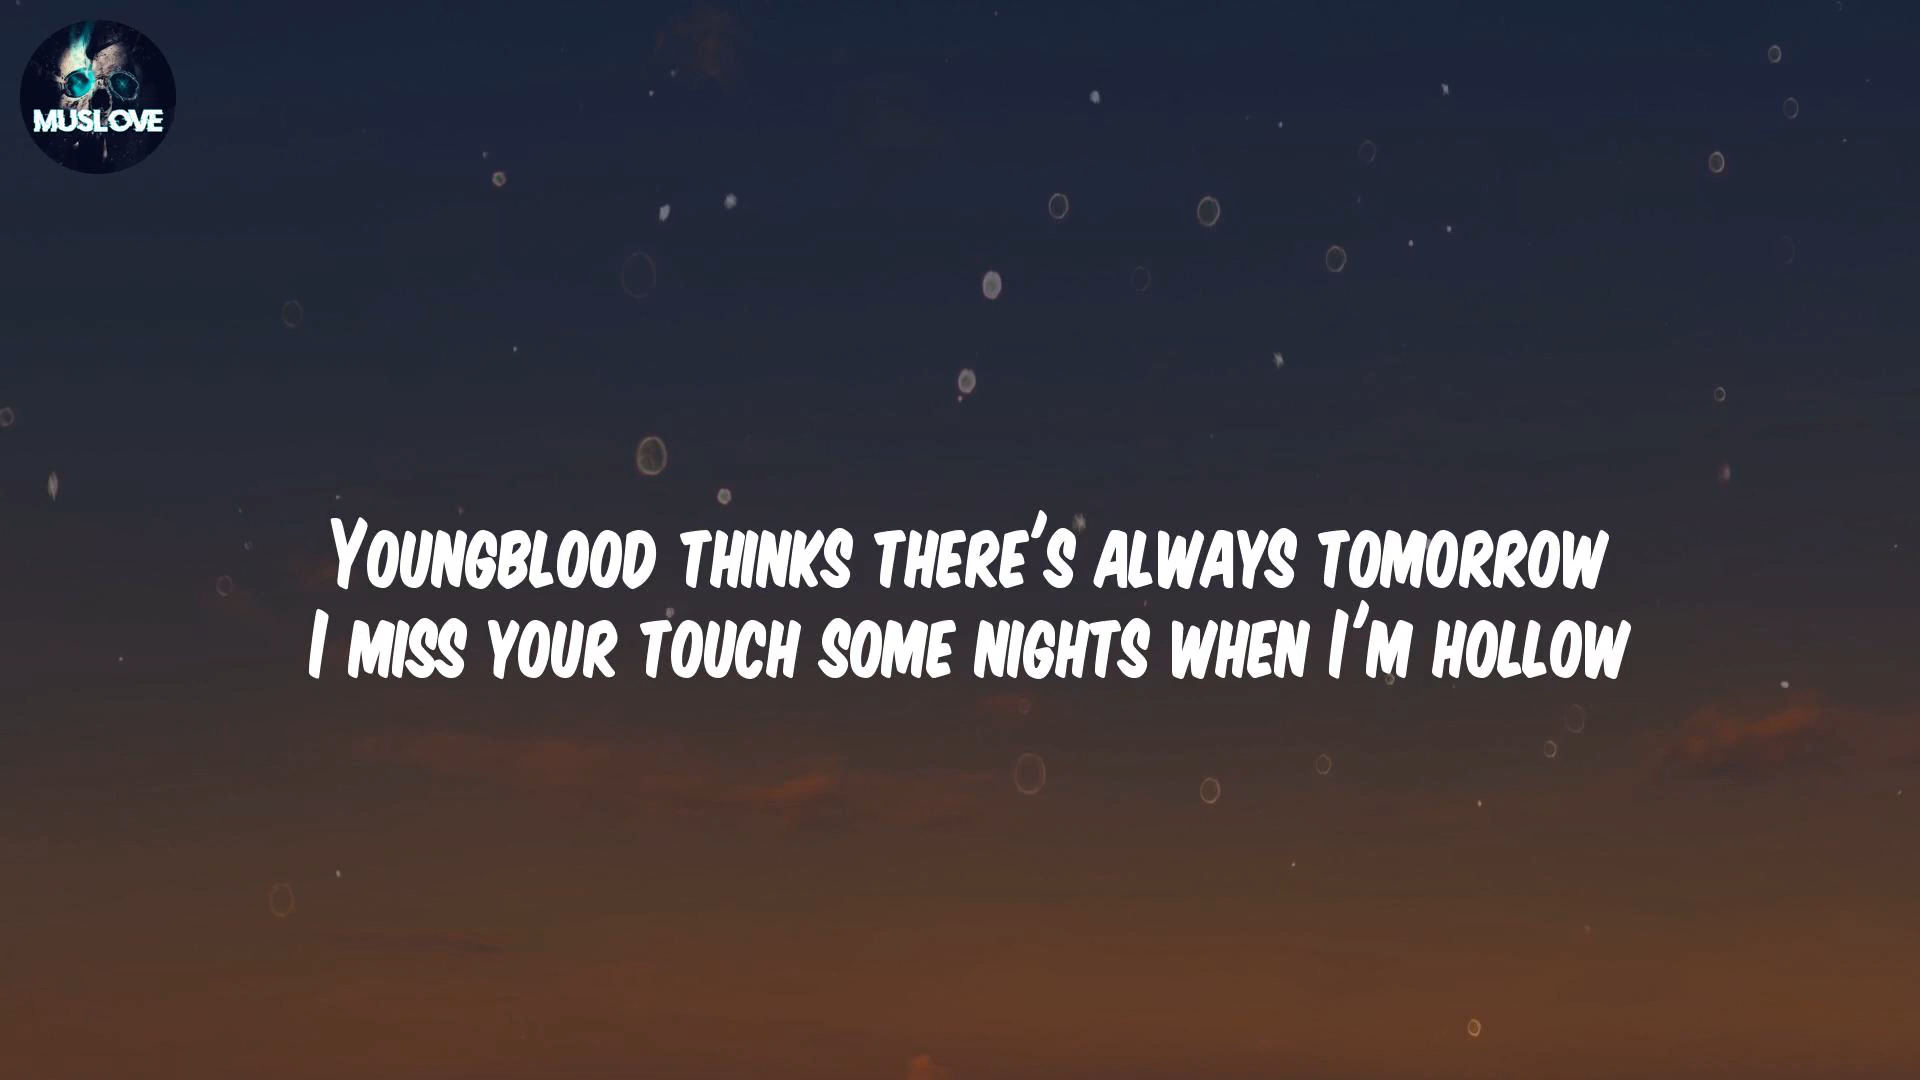 MUSLOVE
Youngblood thinks there's always tomorrow
I miss your touch some nights when I'm hollow